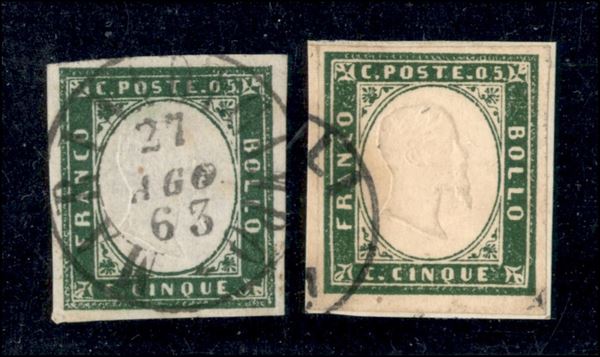 C. POSTE. 05
FRANCO
BOLLO
C. CINQUE
27
AGO
63
C. POSTE. 05
FRANCO
BOLLO
C. CINQUE